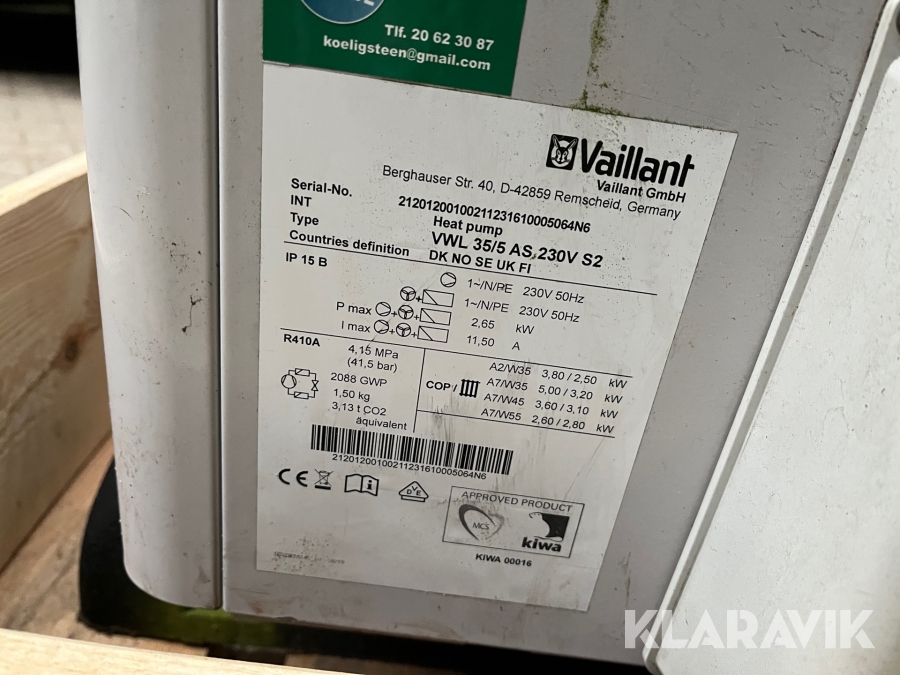 Tlf. 20 62 30 87
koeligsteen@gmail.com
Vaillant
Vaillant GmbH
Berghauser Str. 40, D-42859 Remscheid, Germany
Serial-No. 21201200100211231610005064N6
INT Heat pump
Type VWL 35/5 AS 230V S2
Countries definition DK NO SE UK FI
IP 15 B
1~/N/PE 230V 50Hz
+ 1~/N/PE 230V 50Hz
P max + + 2,65 kW
I max + + 11,50 A
R410A
4,15 MPa
(41,5 bar)
2088 GWP
1,50 kg
3,13 t CO2
äquivalent
COP /
A2/W35 3,80 / 2,50 kW
A7/W35 5,00 / 3,20 kW
A7/W45 3,60 / 3,10 kW
A7/W55 2,60 / 2,80 kW
21201200100211231610005064N6
CE
i
DVE
APPROVED PRODUCT
MCS
kiwa
KIWA 00016
KLARAVIK